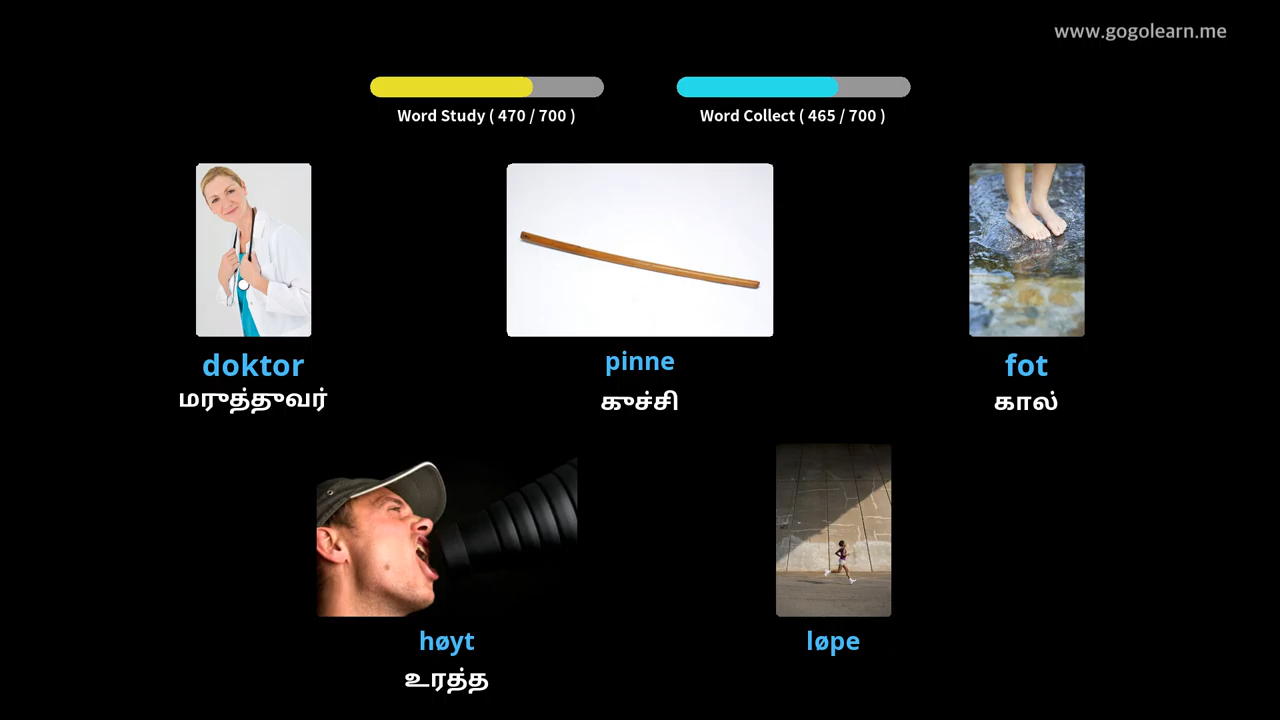 www.gogolearn.me
Word Study ( 470 / 700 )
Word Collect ( 465 / 700 )
doktor
மருத்துவர்
pinne
குச்சி
fot
கால்
høyt
உரத்த
løpe